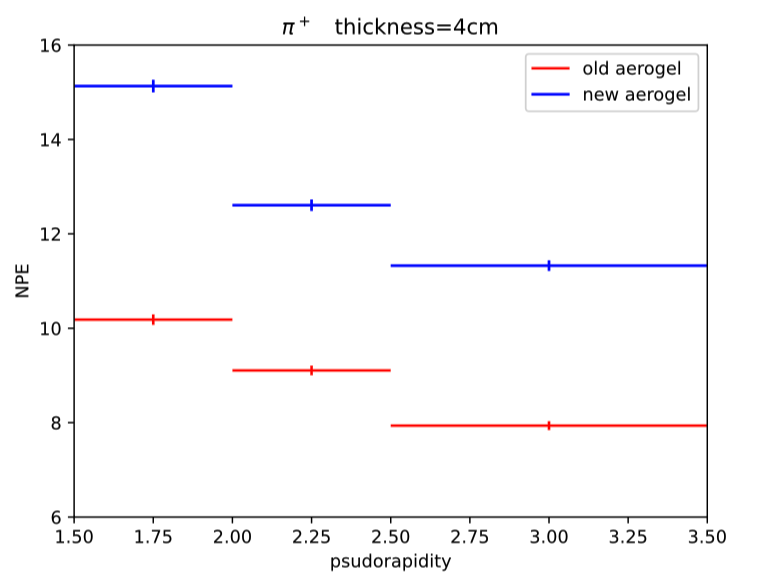 π⁺ thickness=4cm
16
14
12
10
8
6
NPE
old aerogel
new aerogel
1.50 1.75 2.00 2.25 2.50 2.75 3.00 3.25 3.50
psudorapidity